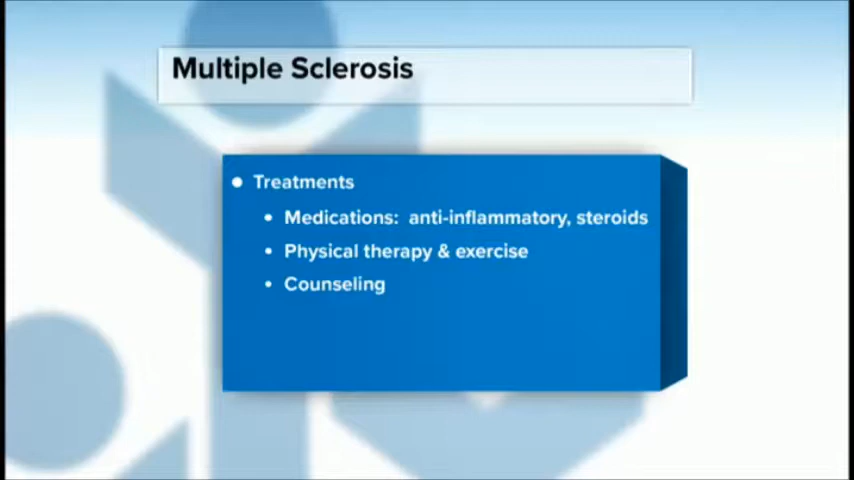 Multiple Sclerosis
• Treatments
• Medications: anti-inflammatory, steroids
• Physical therapy & exercise
• Counseling